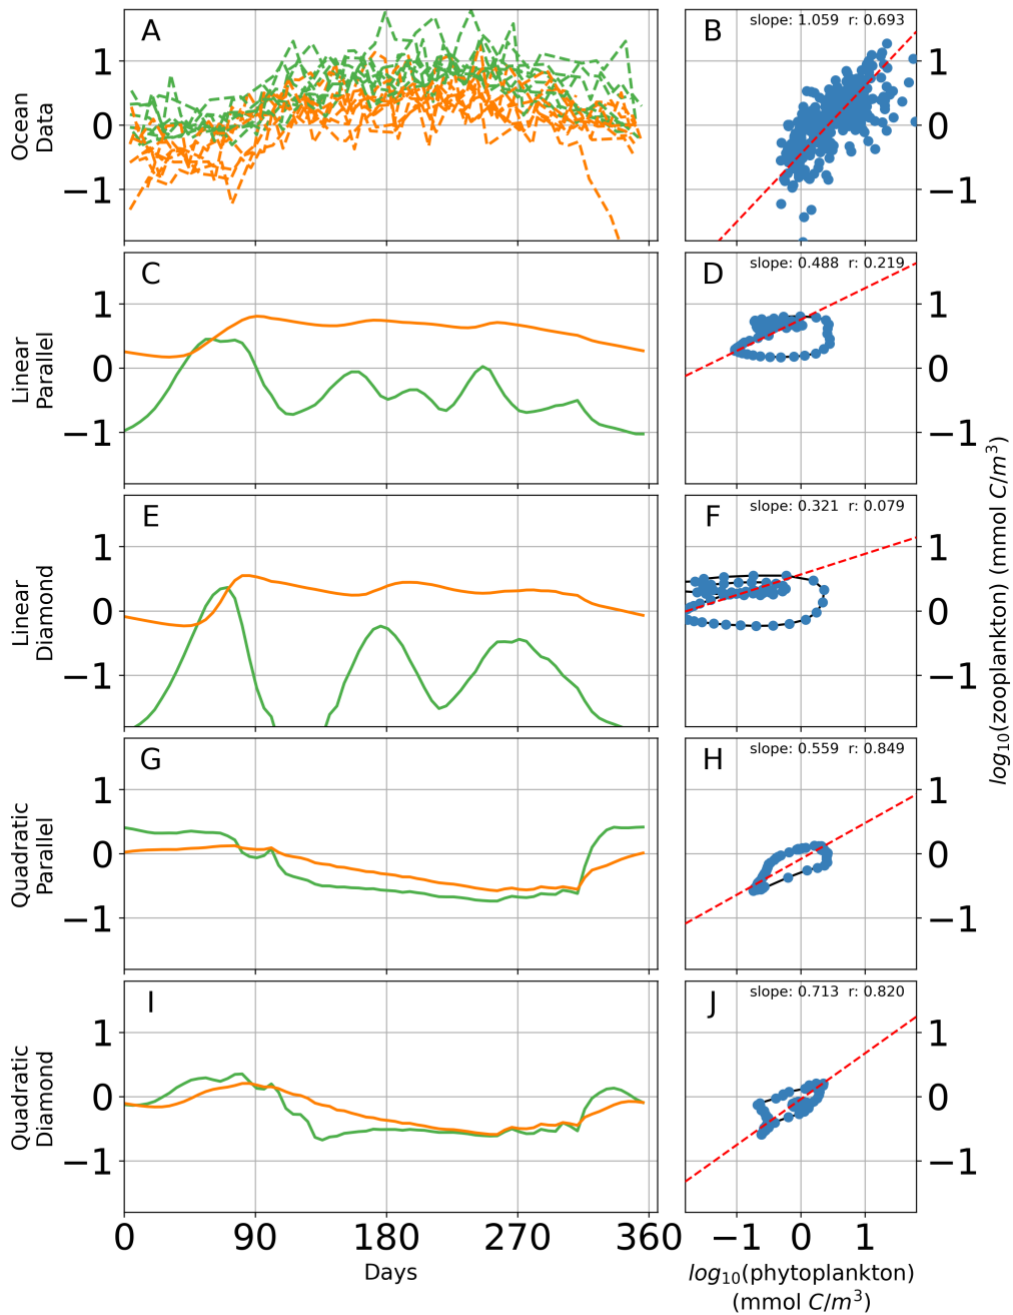 A
B
slope: 1.059 r: 0.693
Ocean
Data
1
0
−1
1
0
−1
C
D
slope: 0.488 r: 0.219
Linear
Parallel
1
0
−1
1
0
−1
E
F
slope: 0.321 r: 0.079
Linear
Diamond
1
0
−1
1
0
−1
G
H
slope: 0.559 r: 0.849
Quadratic
Parallel
1
0
−1
1
0
−1
I
J
slope: 0.713 r: 0.820
Quadratic
Diamond
1
0
−1
1
0
−1
log10(zooplankton) (mmol C/m³)
0 90 180 270 360
−1 0 1
Days
log10(phytoplankton)
(mmol C/m³)